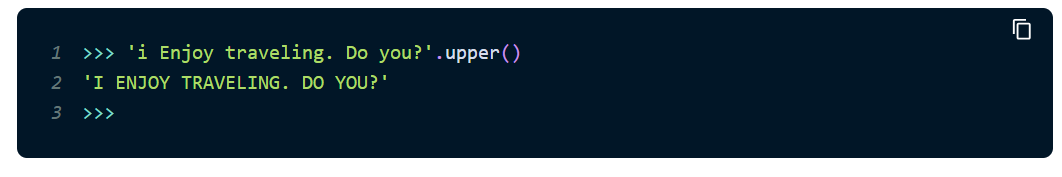 1 >>> 'i Enjoy traveling. Do you?'.upper()
2 'I ENJOY TRAVELING. DO YOU?'
3 >>>